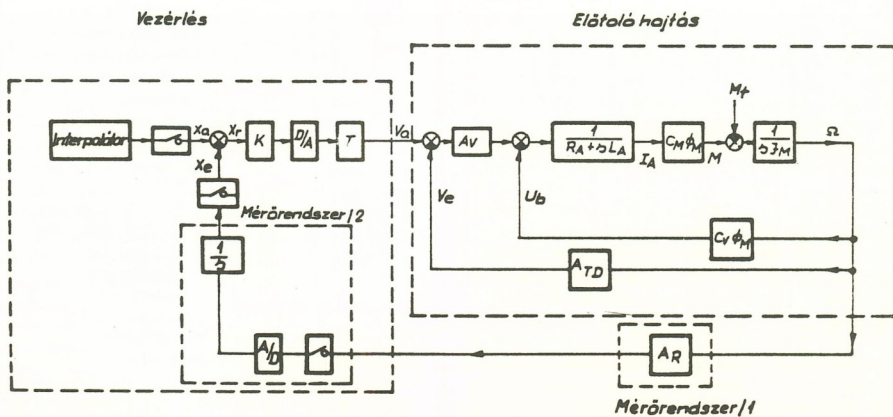 Vezérlés
Előtoló hajtás
Interpolátor
Xa
Xr
K
D/A
T
Va
Av
1
RA+sLA
IA
CMϕM
M
Mt
1
sJM
Ω
Xe
Ve
Ub
Mérőrendszer/2
1
s
CVϕM
ATD
A/D
AR
Mérőrendszer/1